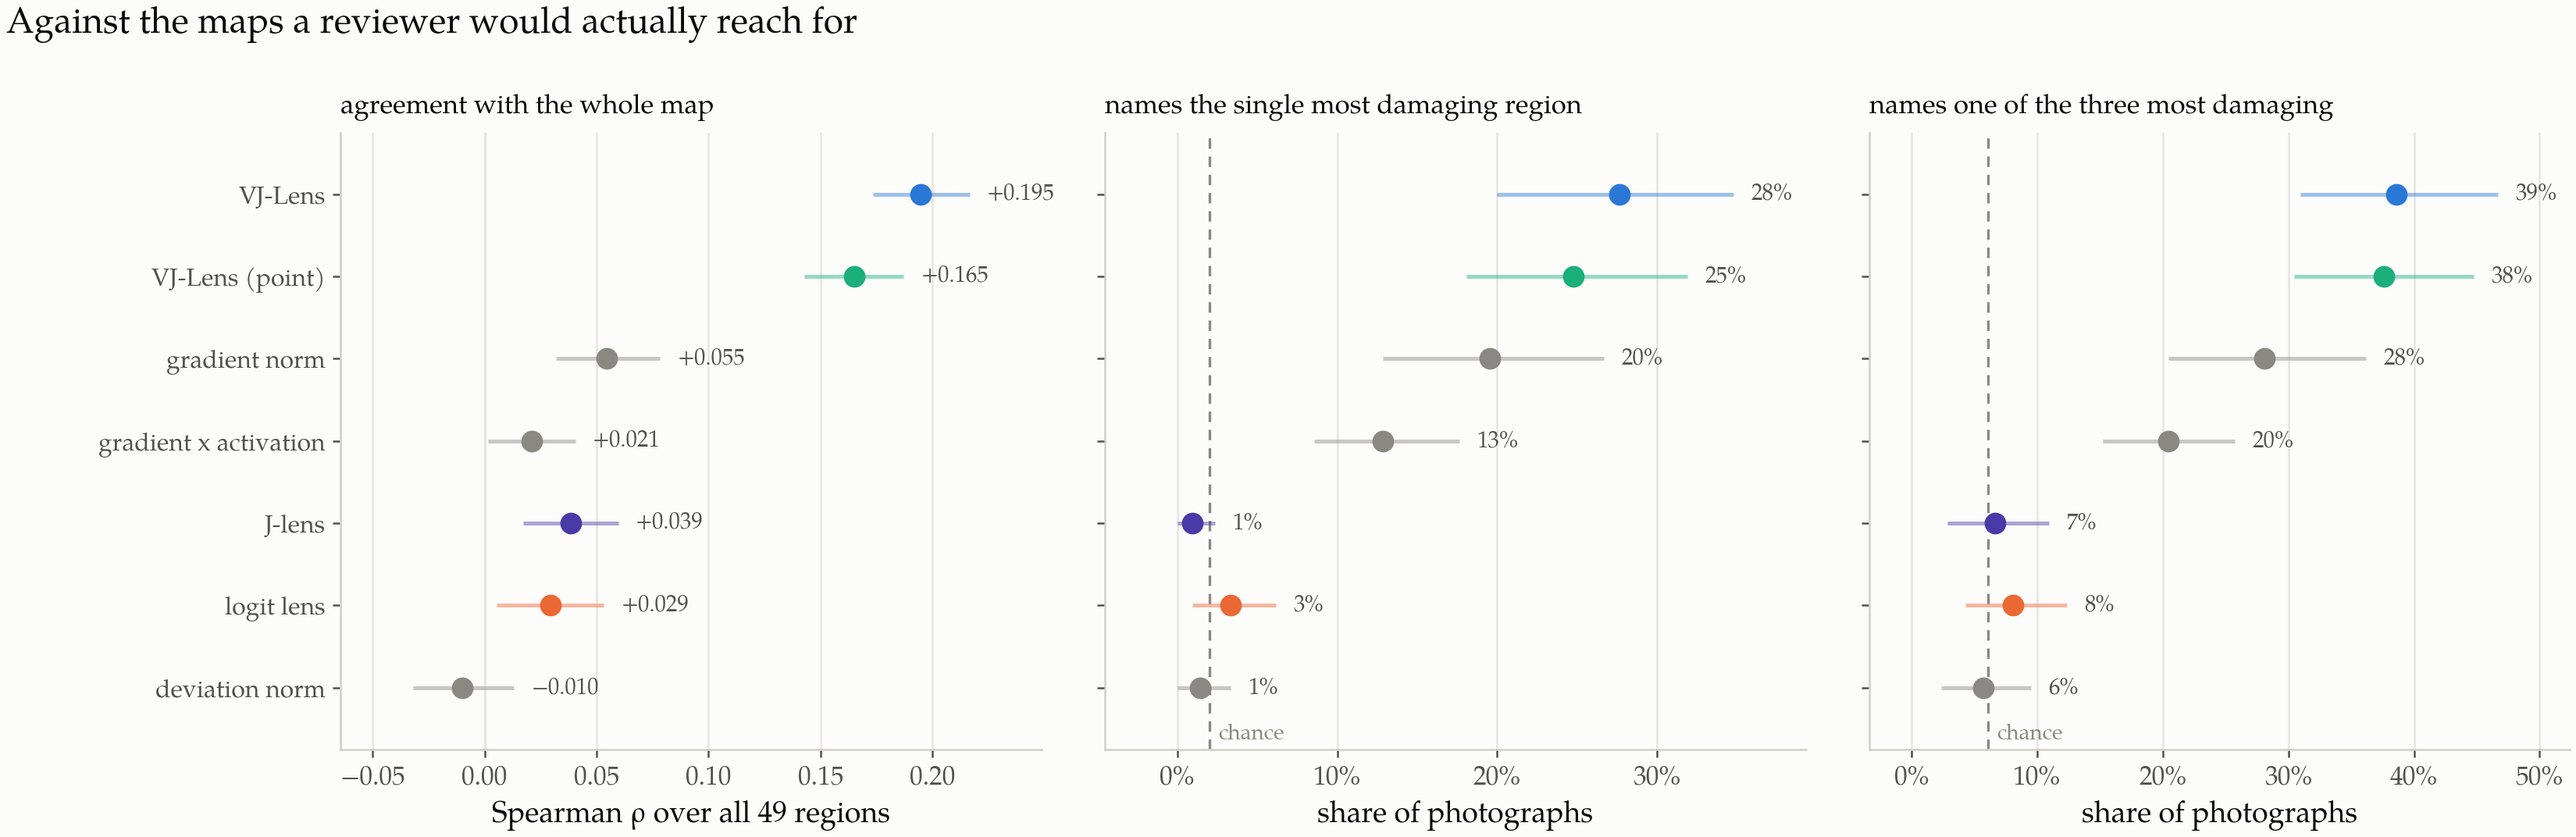 Against the maps a reviewer would actually reach for
agreement with the whole map
VJ-Lens
VJ-Lens (point)
gradient norm
gradient x activation
J-lens
logit lens
deviation norm
+0.195
+0.165
+0.055
+0.021
+0.039
+0.029
−0.010
−0.05 0.00 0.05 0.10 0.15 0.20
Spearman ρ over all 49 regions
names the single most damaging region
28%
25%
20%
13%
1%
3%
1%
chance
0% 10% 20% 30%
share of photographs
names one of the three most damaging
39%
38%
28%
20%
7%
8%
6%
chance
0% 10% 20% 30% 40% 50%
share of photographs